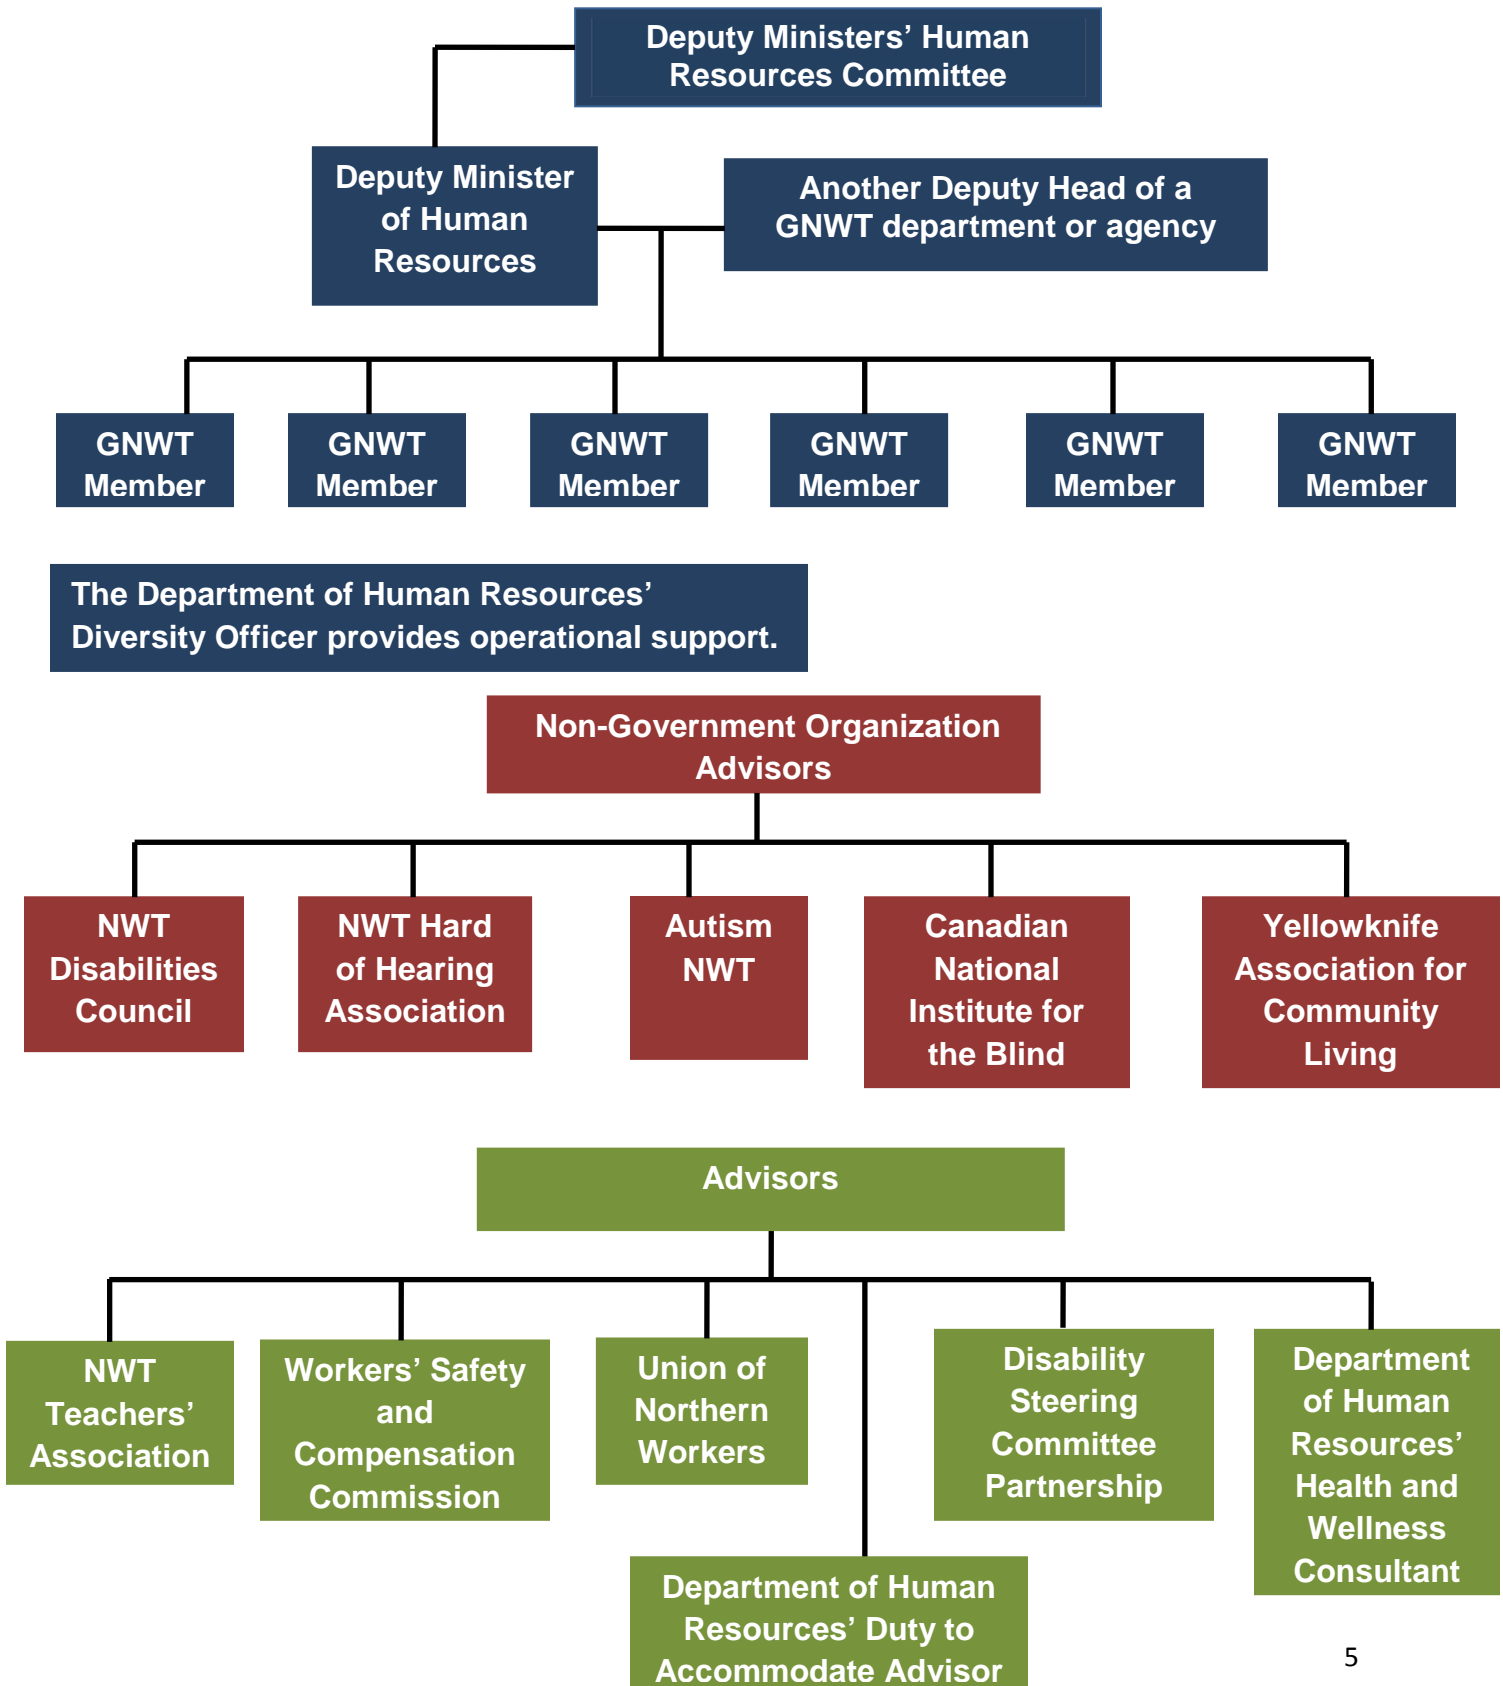 Deputy Ministers’ Human
Resources Committee
Deputy Minister
of Human
Resources
Another Deputy Head of a
GNWT department or agency
GNWT
Member
GNWT
Member
GNWT
Member
GNWT
Member
GNWT
Member
GNWT
Member
The Department of Human Resources’
Diversity Officer provides operational support.
Non-Government Organization
Advisors
NWT
Disabilities
Council
NWT Hard
of Hearing
Association
Autism
NWT
Canadian
National
Institute for
the Blind
Yellowknife
Association for
Community
Living
Advisors
NWT
Teachers’
Association
Workers’ Safety
and
Compensation
Commission
Union of
Northern
Workers
Disability
Steering
Committee
Partnership
Department
of Human
Resources’
Health and
Wellness
Consultant
Department of Human
Resources’ Duty to
Accommodate Advisor
5